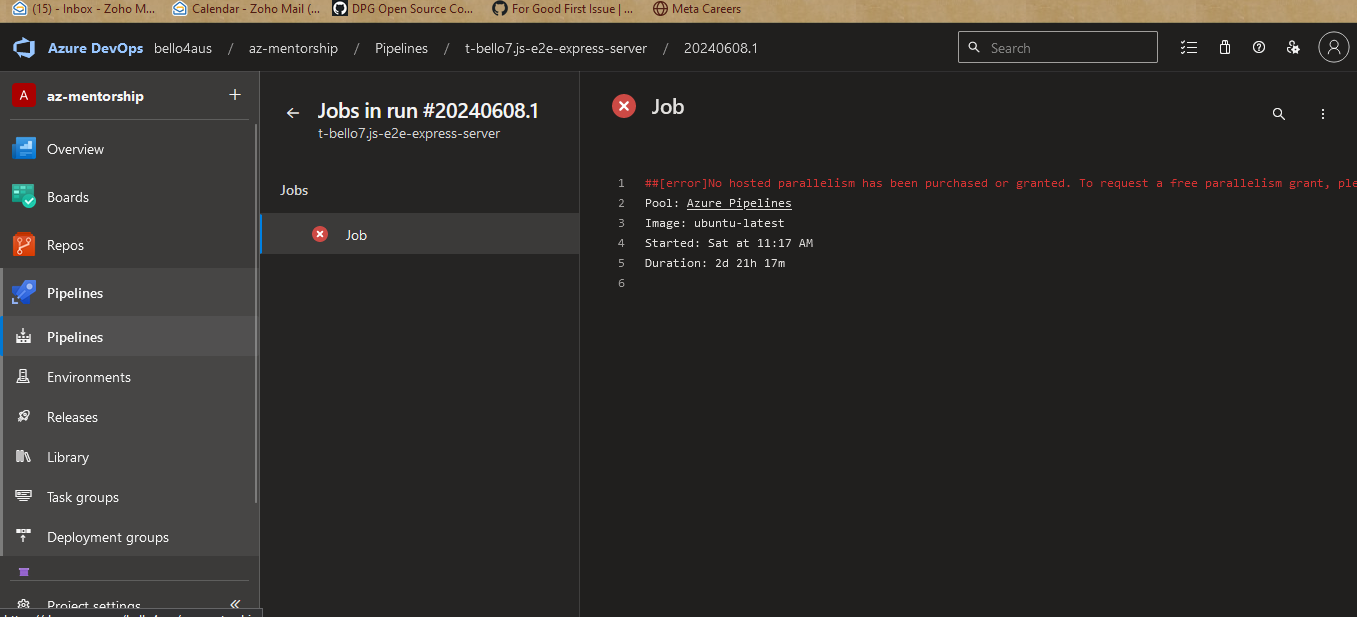 (15) - Inbox - Zoho M... Calendar - Zoho Mail (... DPG Open Source Co... For Good First Issue | ... Meta Careers
Azure DevOps bello4aus / az-mentorship / Pipelines / t-bello7.js-e2e-express-server / 20240608.1 Search
A az-mentorship +
Overview
Boards
Repos
Pipelines
Pipelines
Environments
Releases
Library
Task groups
Deployment groups
Project settings
Jobs in run #20240608.1
t-bello7.js-e2e-express-server
Jobs
Job
Job
1 ##[error]No hosted parallelism has been purchased or granted. To request a free parallelism grant, ple
2 Pool: Azure Pipelines
3 Image: ubuntu-latest
4 Started: Sat at 11:17 AM
5 Duration: 2d 21h 17m
6